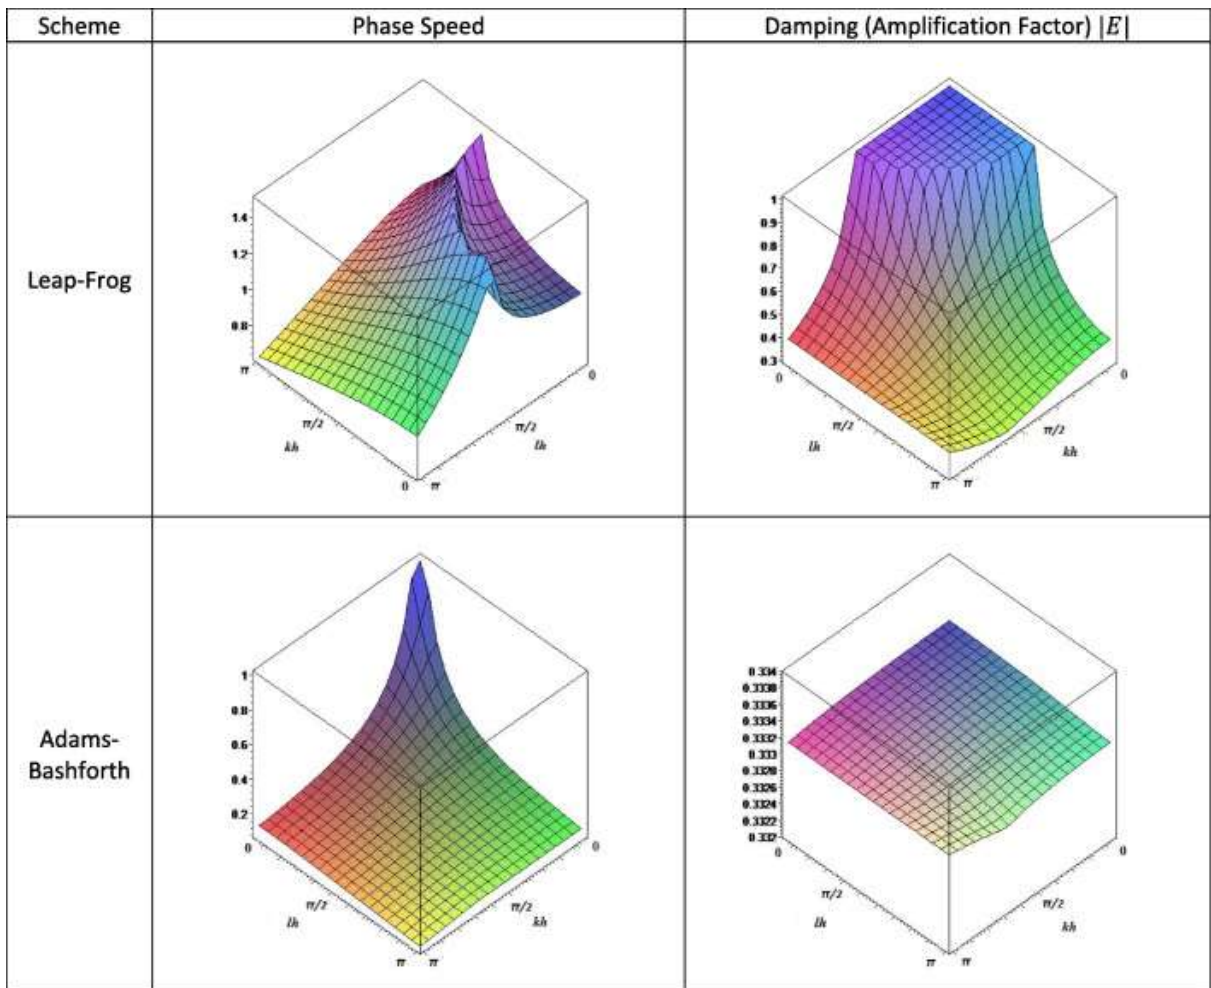 Scheme
Phase Speed
Damping (Amplification Factor) |E|
Leap-Frog
1.4
1.2
1
0.8
π
π/2
kh
0
π
π/2
lh
0
1
0.9
0.8
0.7
0.6
0.5
0.4
0.3
0
π/2
lh
π
π
π/2
kh
0
Adams-
Bashforth
1
0.8
0.6
0.4
0.2
0
π/2
lh
π
π
π/2
kh
0
0.334
0.3338
0.3336
0.3334
0.3332
0.333
0.3328
0.3326
0.3324
0.3322
0.332
0
π/2
lh
π
π
π/2
kh
0